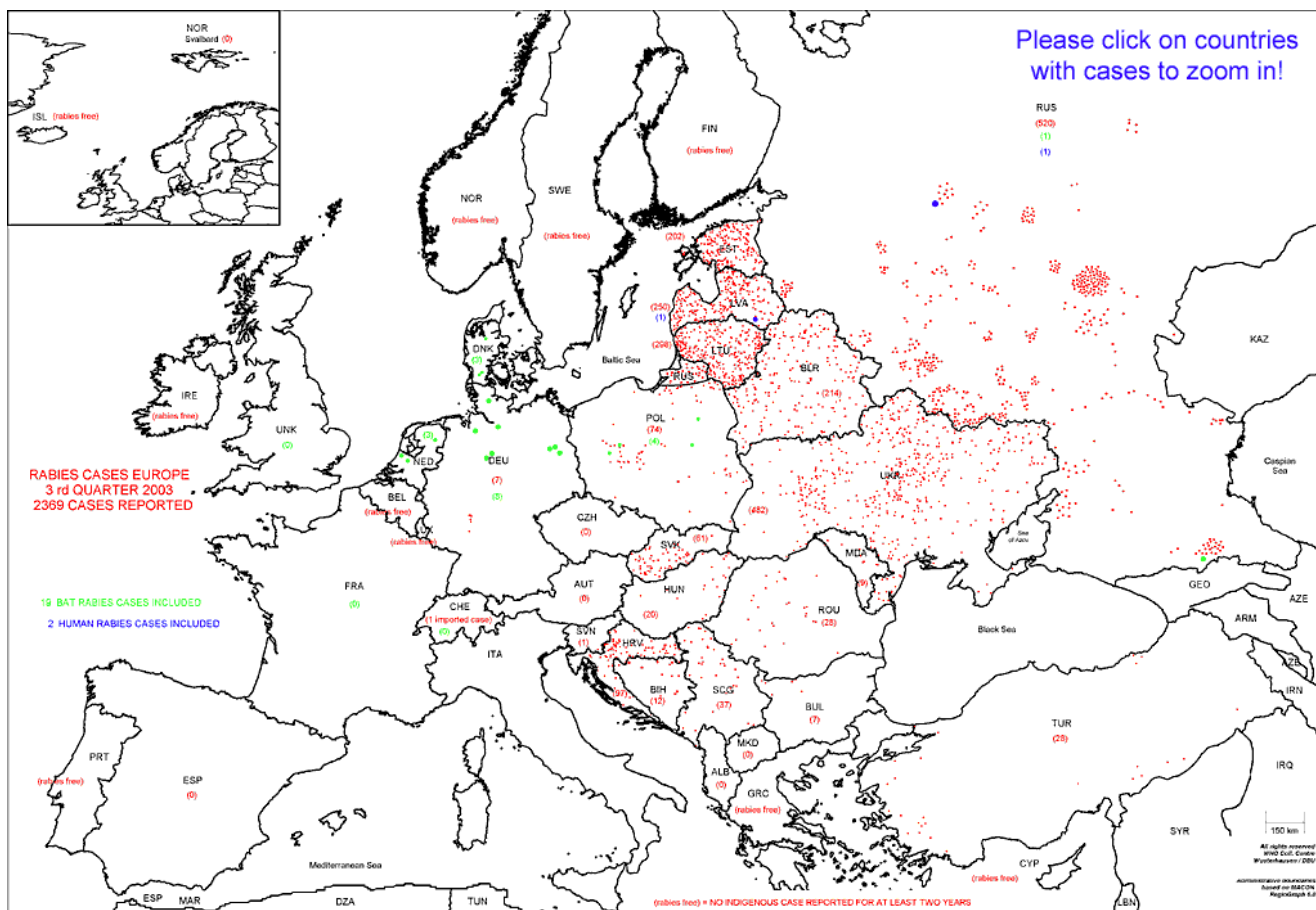 NOR
Svalbard (0)
ISL (rabies free)
Please click on countries
with cases to zoom in!
RUS
(520)
(1)
(1)
FIN
(rabies free)
NOR
(rabies free)
SWE
(rabies free)
(202)
EST
(250)
(1)
LVA
(298)
LTU
Baltic Sea
RUS
BLR
(214)
KAZ
DNK
IRE
(rabies free)
UNK
(0)
NED
DEU
(7)
POL
(74)
(4)
UKR
Caspian
Sea
RABIES CASES EUROPE
3 rd QUARTER 2003
2369 CASES REPORTED
BEL
(rabies free)
(rabies free)
CZH
(0)
SVK
(61)
MDA
(9)
Sea
of Azov
19 BAT RABIES CASES INCLUDED
2 HUMAN RABIES CASES INCLUDED
FRA
(0)
CHE
(1 imported case)
(0)
AUT
(0)
HUN
(20)
ROU
(28)
GEO
AZE
ARM
AZE
IRN
Black Sea
SVN
(1)
HRV
(97)
ITA
BIH
(12)
SCG
(37)
BUL
(7)
MKD
(0)
ALB
(0)
GRC
(rabies free)
TUR
(28)
PRT
(rabies free)
ESP
(0)
IRQ
SYR
150 km
Mediterranean Sea
CYP
(rabies free)
LBN
All rights reserved
WHO Coll. Centre
ESP
MAR
DZA
TUN
(rabies free) = NO INDIGENOUS CASE REPORTED FOR AT LEAST TWO YEARS